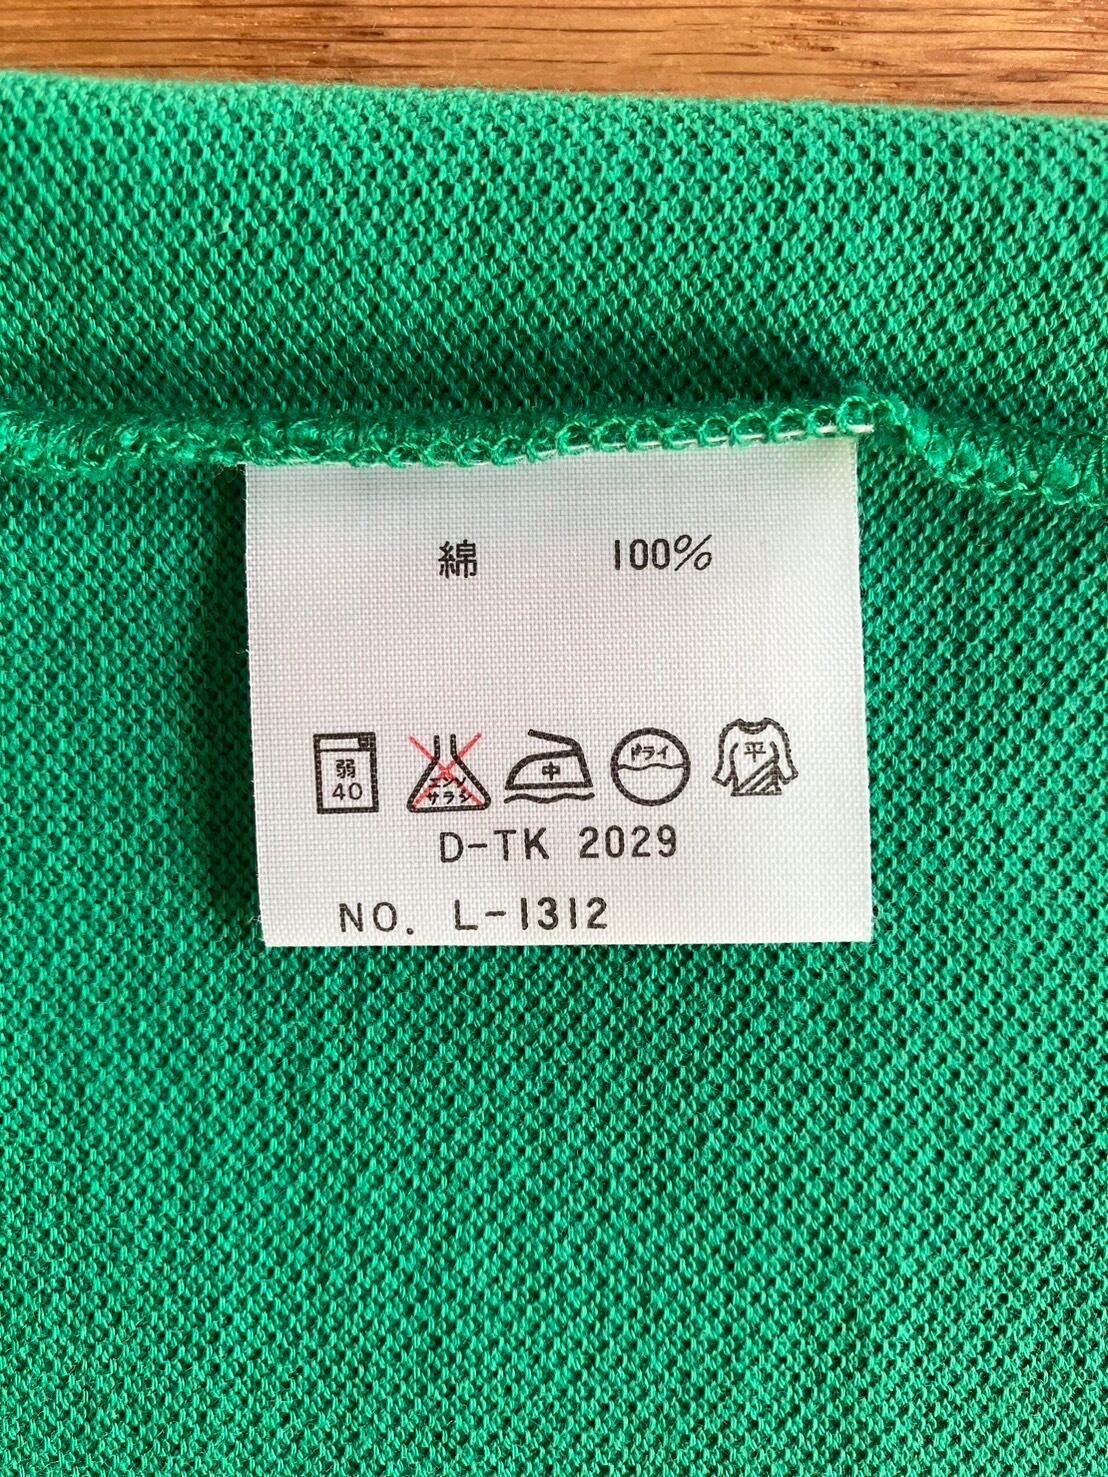 綿 100%
弱 40 エンソ サラシ 中 ドライ 平
D-TK 2029
NO. L-1312